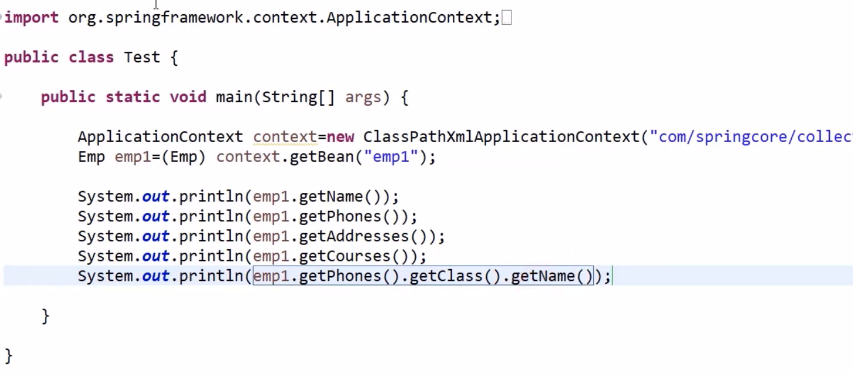 import org.springframework.context.ApplicationContext;
public class Test {
public static void main(String[] args) {
ApplicationContext context=new ClassPathXmlApplicationContext("com/springcore/collec
Emp emp1=(Emp) context.getBean("emp1");
System.out.println(emp1.getName());
System.out.println(emp1.getPhones());
System.out.println(emp1.getAddresses());
System.out.println(emp1.getCourses());
System.out.println(emp1.getPhones().getClass().getName());
}
}